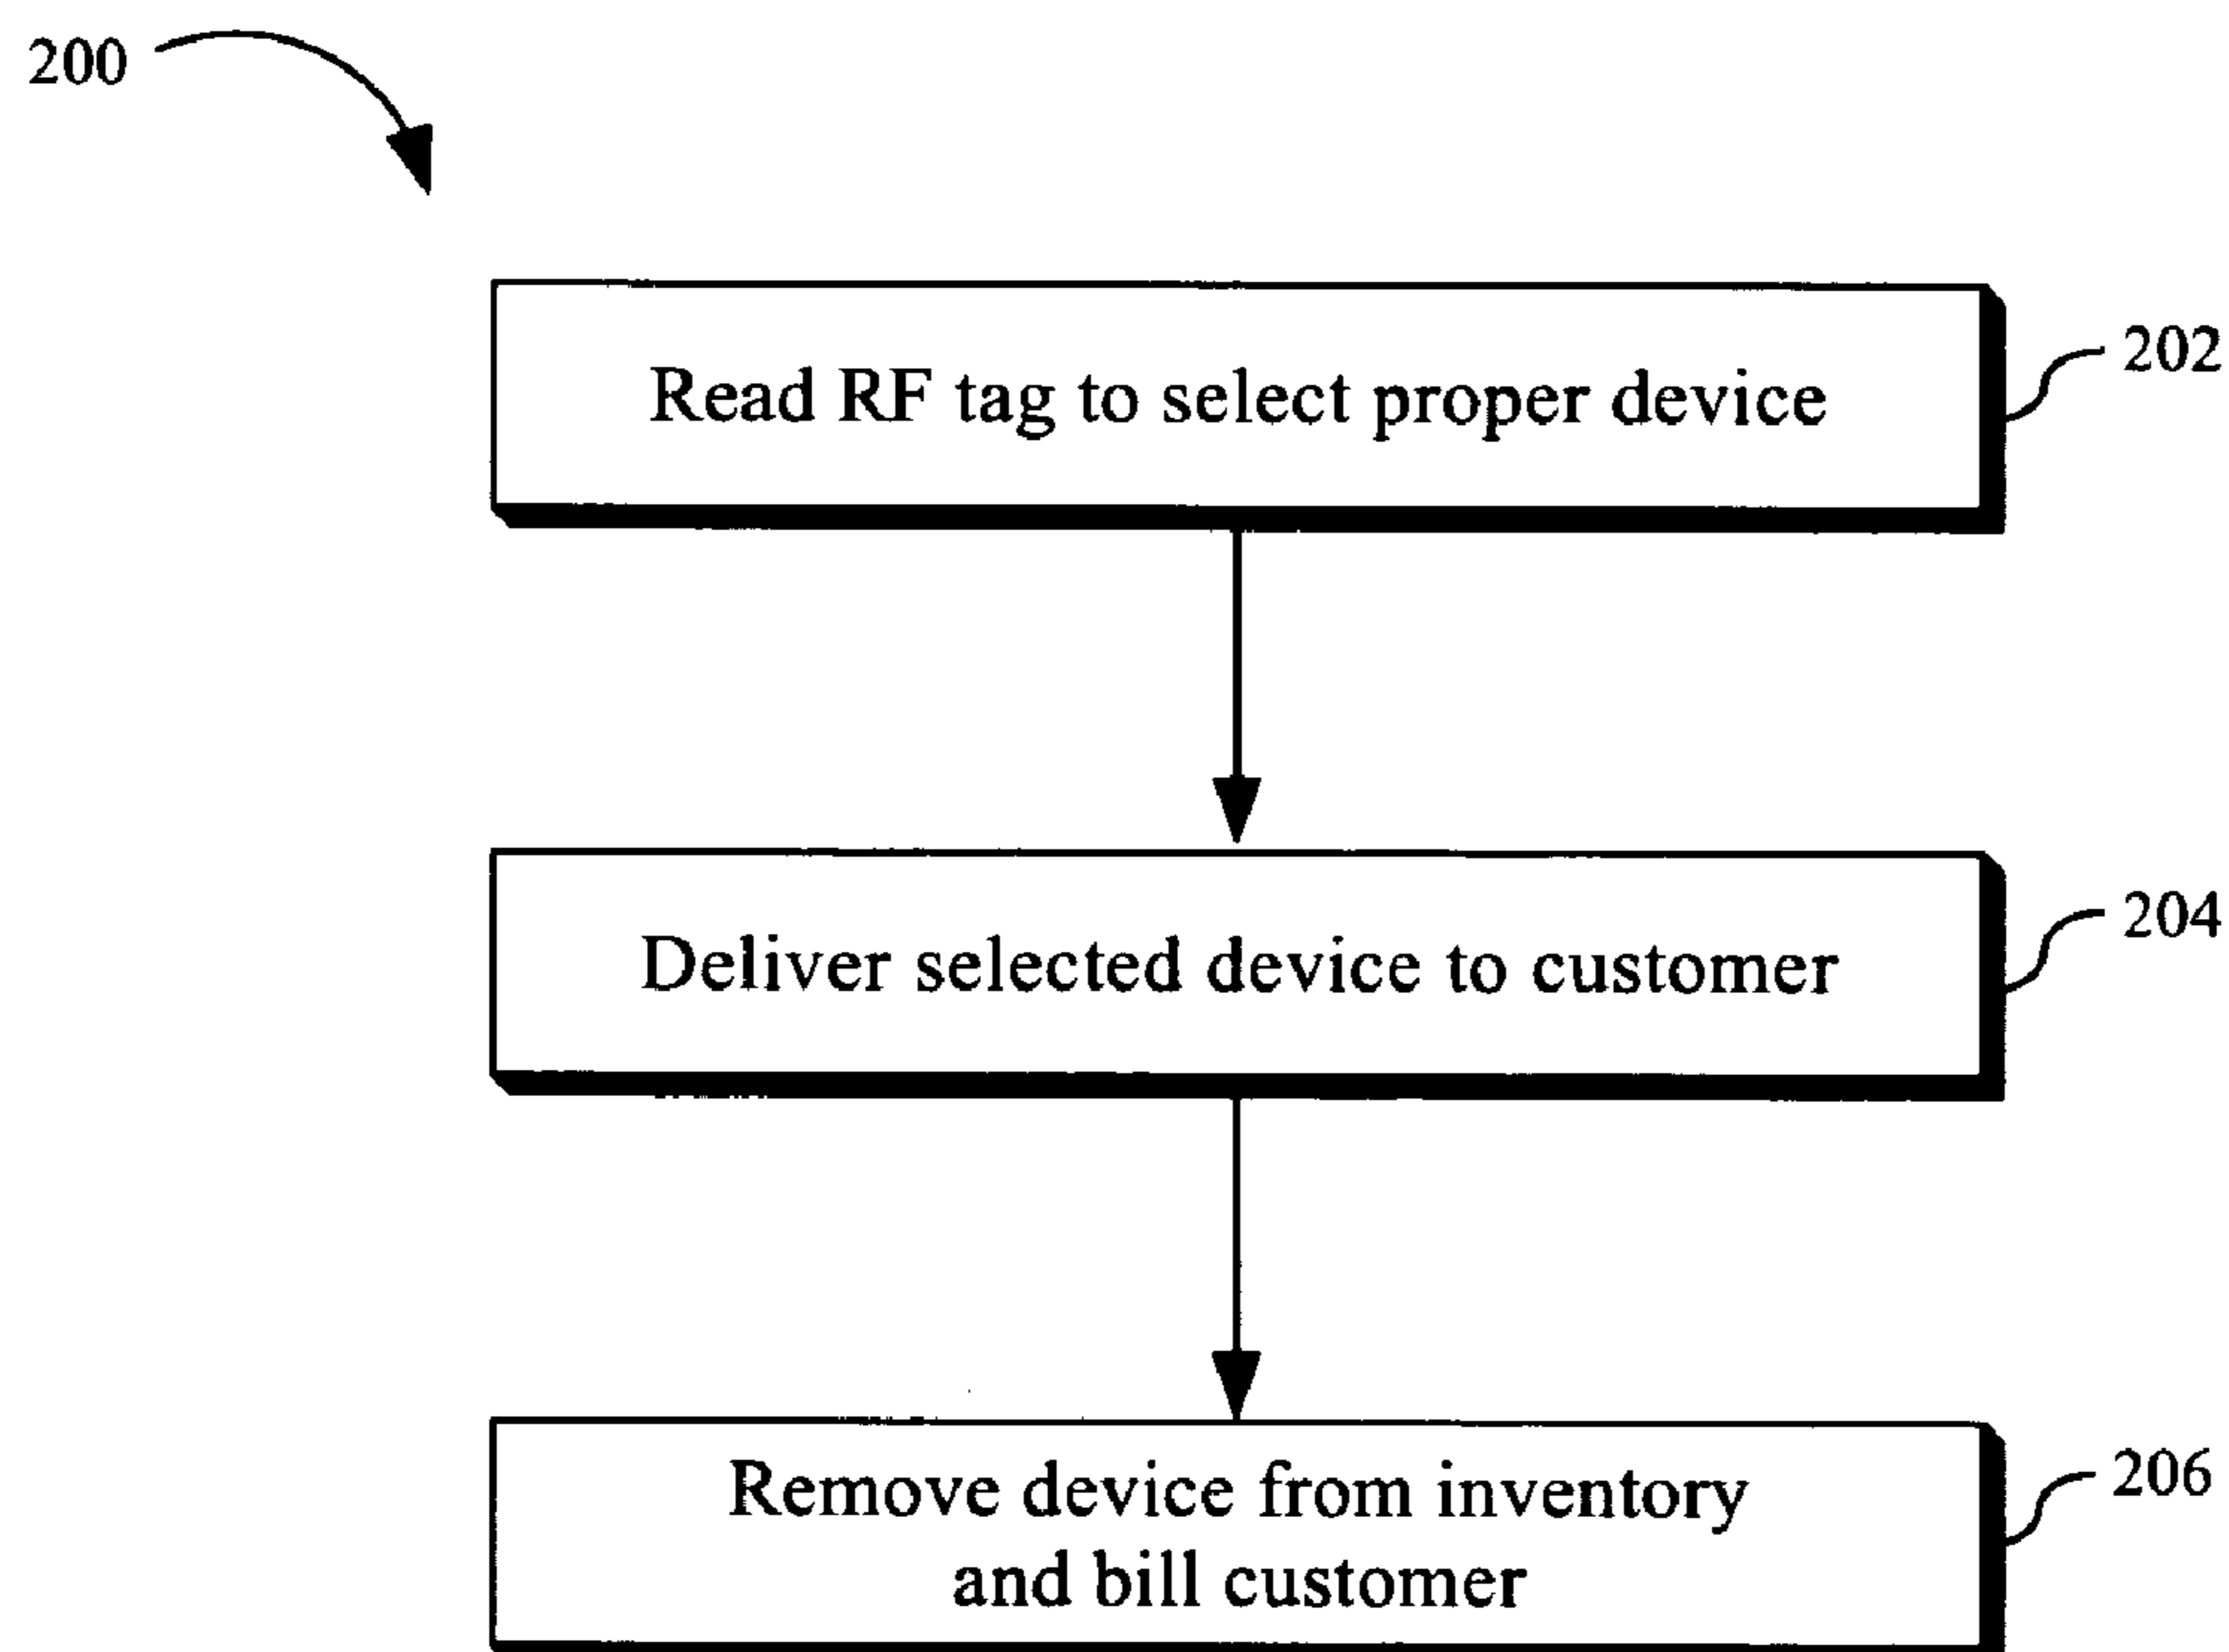 200
Read RF tag to select proper device
202
Deliver selected device to customer
204
Remove device from inventory
and bill customer
206